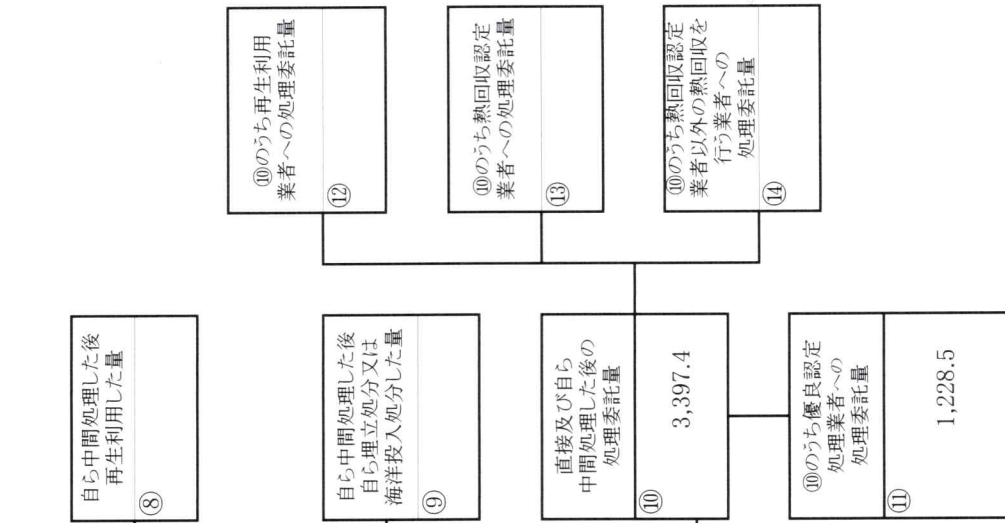 自ら中間処理した後
再生利用した量
⑧
自ら中間処理した後
自ら埋立処分又は
海洋投入処分した量
⑨
直接及び自ら
中間処理した後の
処理委託量
⑩
3,397.4
⑩のうち優良認定
処理業者への
処理委託量
⑪
1,228.5
⑩のうち再生利用
業者への処理委託量
⑫
⑩のうち熱回収認定
業者への処理委託量
⑬
⑩のうち熱回収認定
業者以外の熱回収を
行う業者への
処理委託量
⑭